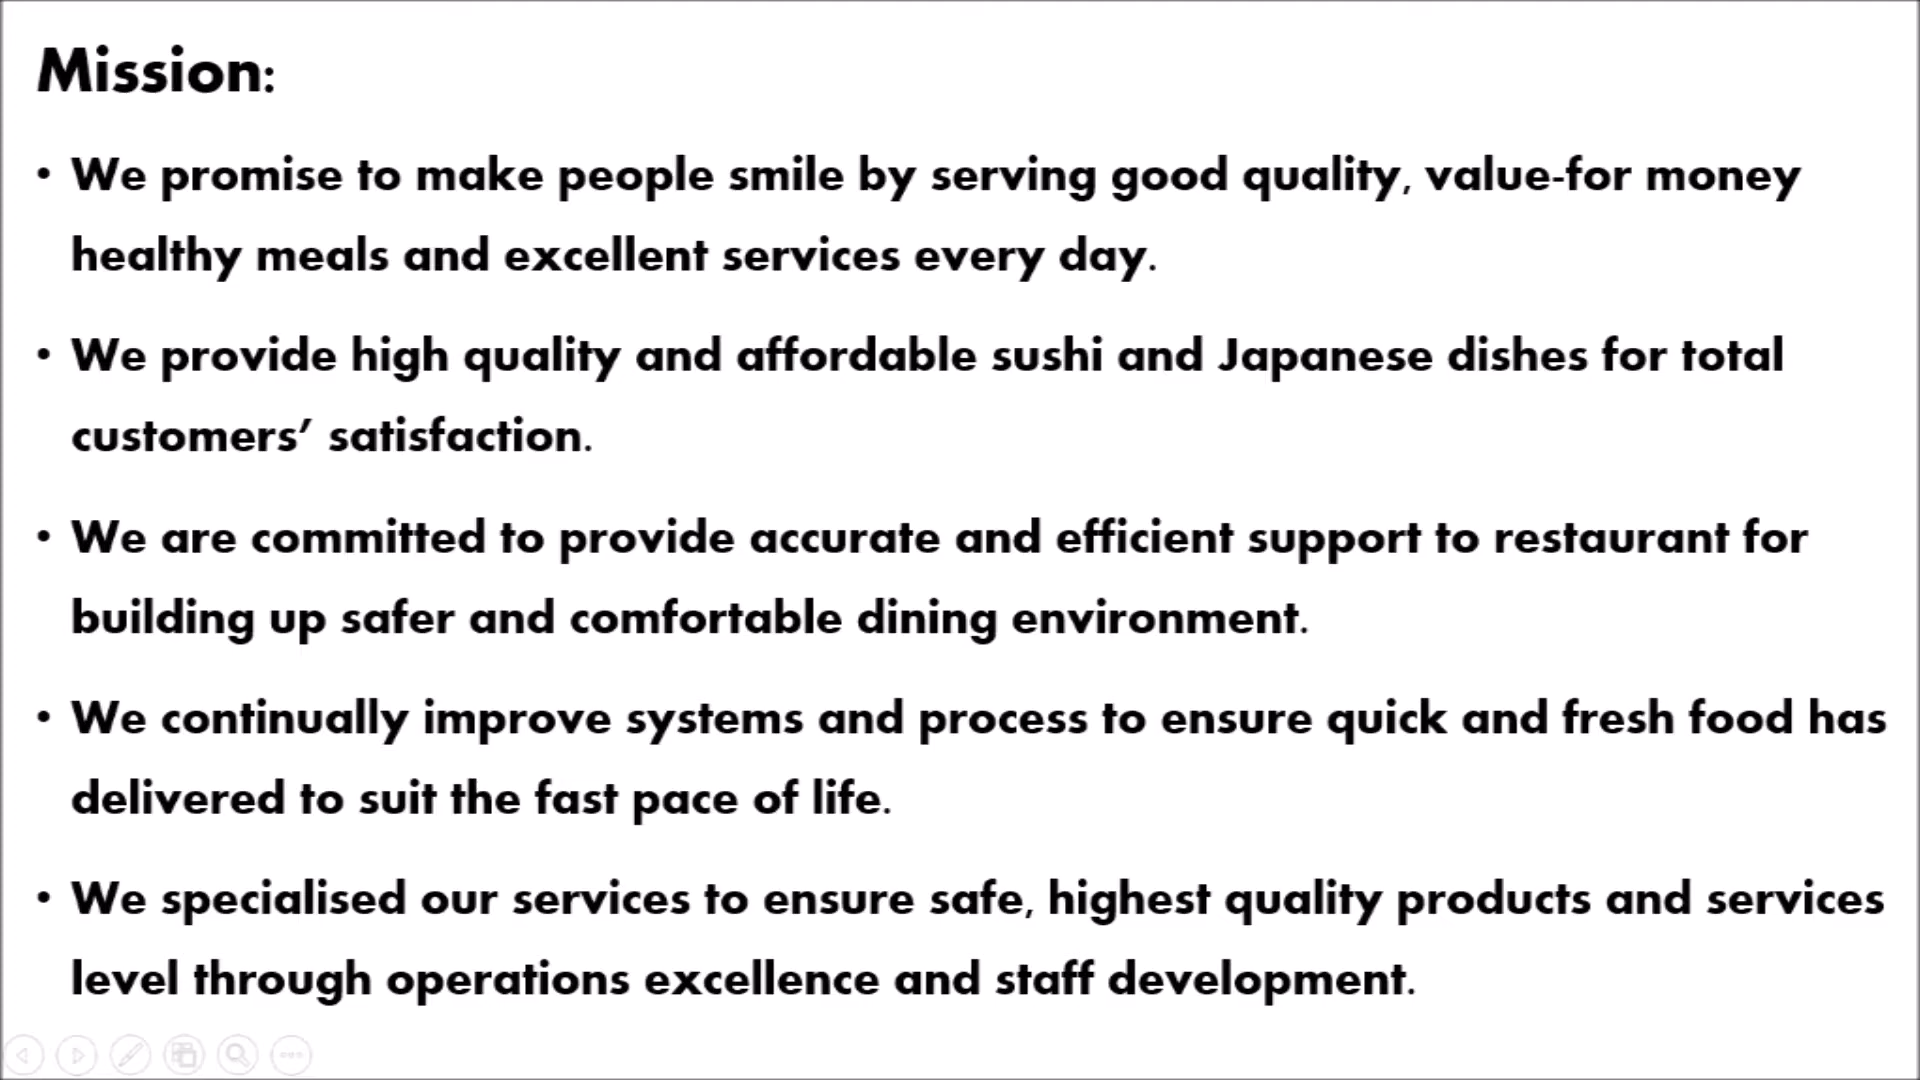 Mission:
• We promise to make people smile by serving good quality, value-for money
healthy meals and excellent services every day.
• We provide high quality and affordable sushi and Japanese dishes for total
customers’ satisfaction.
• We are committed to provide accurate and efficient support to restaurant for
building up safer and comfortable dining environment.
• We continually improve systems and process to ensure quick and fresh food has
delivered to suit the fast pace of life.
• We specialised our services to ensure safe, highest quality products and services
level through operations excellence and staff development.